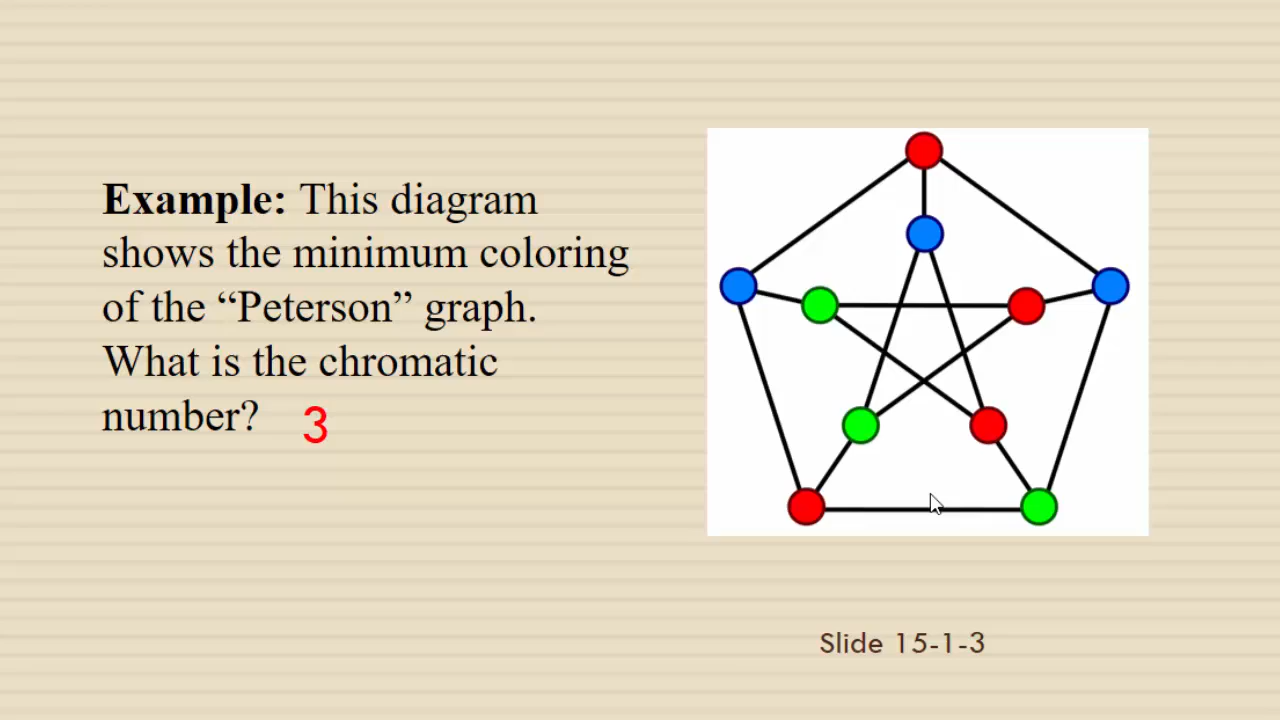 Example: This diagram
shows the minimum coloring
of the “Peterson” graph.
What is the chromatic
number? 3
Slide 15-1-3